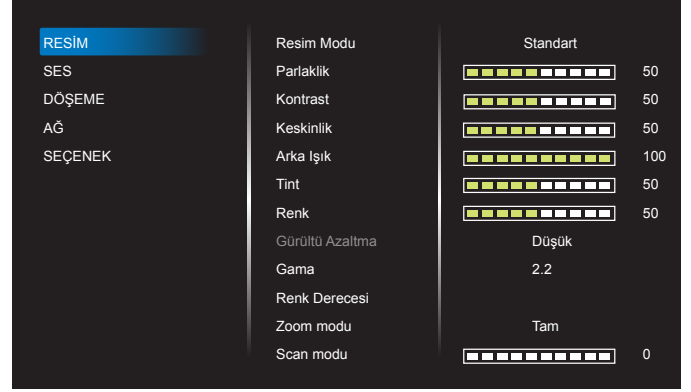 RESİM
SES
DÖŞEME
AĞ
SEÇENEK
Resim Modu Standart
Parlaklik 50
Kontrast 50
Keskinlik 50
Arka Işık 100
Tint 50
Renk 50
Gürültü Azaltma Düşük
Gama 2.2
Renk Derecesi
Zoom modu Tam
Scan modu 0